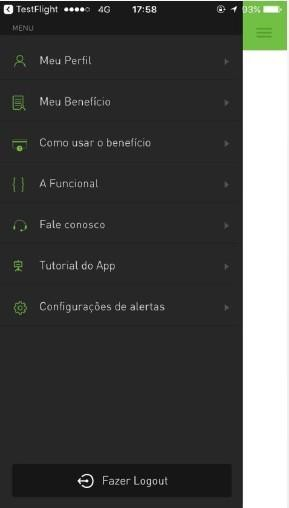 TestFlight 4G 17:58 93%
MENU
Meu Perfil
Meu Benefício
Como usar o benefício
A Funcional
Fale conosco
Tutorial do App
Configurações de alertas
Fazer Logout